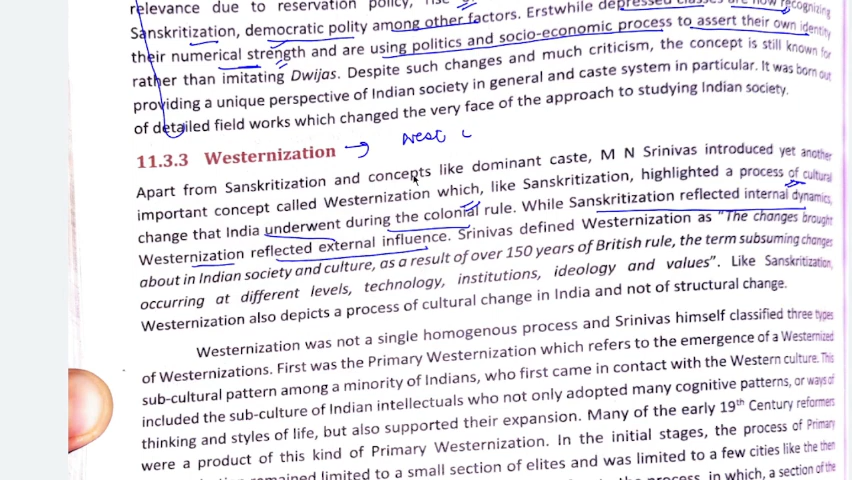 relevance due to reservation policy,
Sanskritization, democratic polity among other factors. Erstwhile depressed classes are now recognizing
their numerical strength and are using politics and socio-economic process to assert their own identity
rather than imitating Dwijas. Despite such changes and much criticism, the concept is still known for
providing a unique perspective of Indian society in general and caste system in particular. It was born out
of detailed field works which changed the very face of the approach to studying Indian society.
11.3.3 Westernization
Apart from Sanskritization and concepts like dominant caste, M N Srinivas introduced yet another
important concept called Westernization which, like Sanskritization, highlighted a process of cultural
change that India underwent during the colonial rule. While Sanskritization reflected internal dynamics,
Westernization reflected external influence. Srinivas defined Westernization as "The changes brought
about in Indian society and culture, as a result of over 150 years of British rule, the term subsuming changes
occurring at different levels, technology, institutions, ideology and values". Like Sanskritization,
Westernization also depicts a process of cultural change in India and not of structural change.
Westernization was not a single homogenous process and Srinivas himself classified three types
of Westernizations. First was the Primary Westernization which refers to the emergence of a Westernized
sub-cultural pattern among a minority of Indians, who first came in contact with the Western culture. This
included the sub-culture of Indian intellectuals who not only adopted many cognitive patterns, or ways of
thinking and styles of life, but also supported their expansion. Many of the early 19th Century reformers
were a product of this kind of Primary Westernization. In the initial stages, the process of Primary
remained limited to a small section of elites and was limited to a few cities like the then
process, in which, a section of the